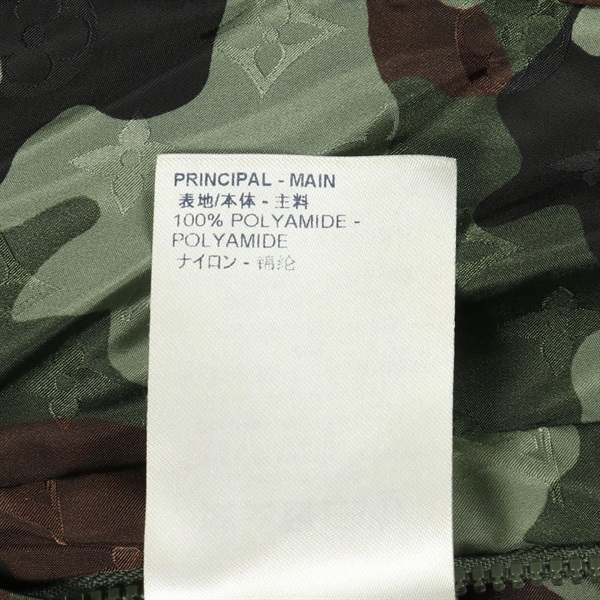 PRINCIPAL - MAIN
表地/本体 - 主料
100% POLYAMIDE -
POLYAMIDE
ナイロン - 锦纶